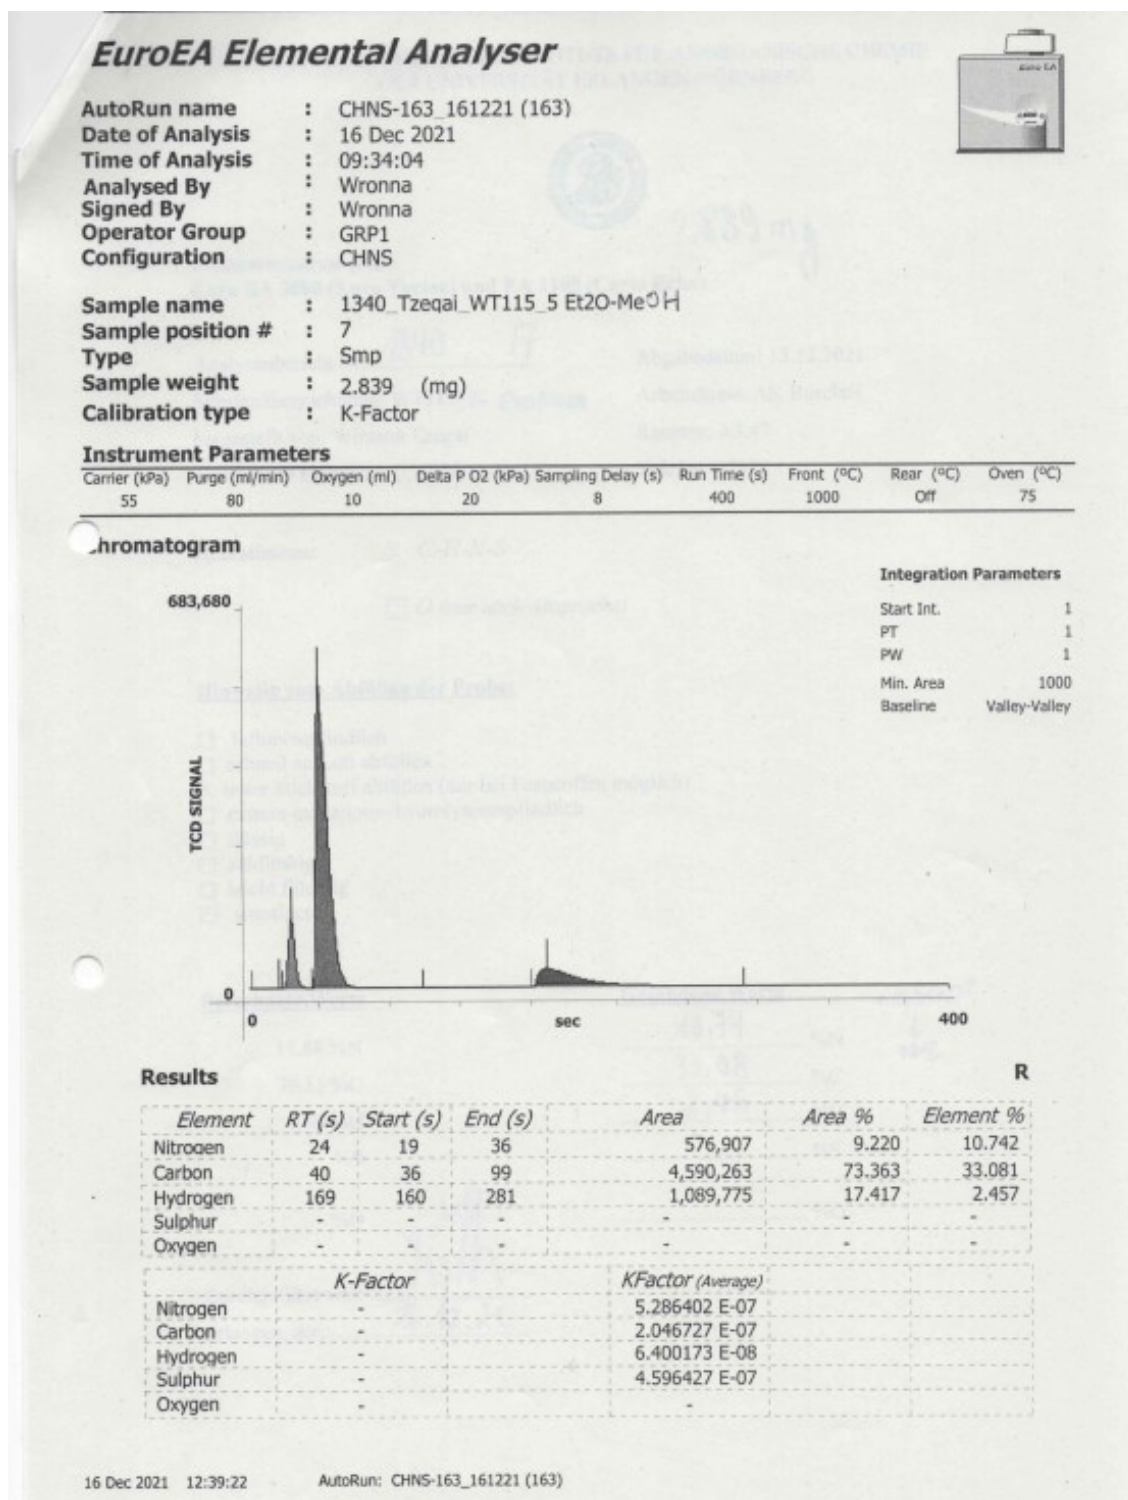 EuroEA Elemental Analyser
Euro EA
AutoRun name : CHNS-163_161221 (163)
Date of Analysis : 16 Dec 2021
Time of Analysis : 09:34:04
Analysed By : Wronna
Signed By : Wronna
Operator Group : GRP1
Configuration : CHNS
Sample name : 1340_Tzegai_WT115_5 Et2O-MeOH
Sample position # : 7
Type : Smp
Sample weight : 2.839 (mg)
Calibration type : K-Factor
Instrument Parameters
Carrier (kPa) Purge (ml/min) Oxygen (ml) Delta P O2 (kPa) Sampling Delay (s) Run Time (s) Front (ºC) Rear (ºC) Oven (ºC)
55 80 10 20 8 400 1000 Off 75
hromatogram
Integration Parameters
Start Int. 1
PT 1
PW 1
Min. Area 1000
Baseline Valley-Valley
683,680
TCD SIGNAL
0
0 sec 400
Results R
Element RT (s) Start (s) End (s) Area Area % Element %
Nitrogen 24 19 36 576,907 9.220 10.742
Carbon 40 36 99 4,590,263 73.363 33.081
Hydrogen 169 160 281 1,089,775 17.417 2.457
Sulphur - - - - - -
Oxygen - - - - - -
K-Factor KFactor (Average)
Nitrogen - 5.286402 E-07
Carbon - 2.046727 E-07
Hydrogen - 6.400173 E-08
Sulphur - 4.596427 E-07
Oxygen - -
16 Dec 2021 12:39:22 AutoRun: CHNS-163_161221 (163)